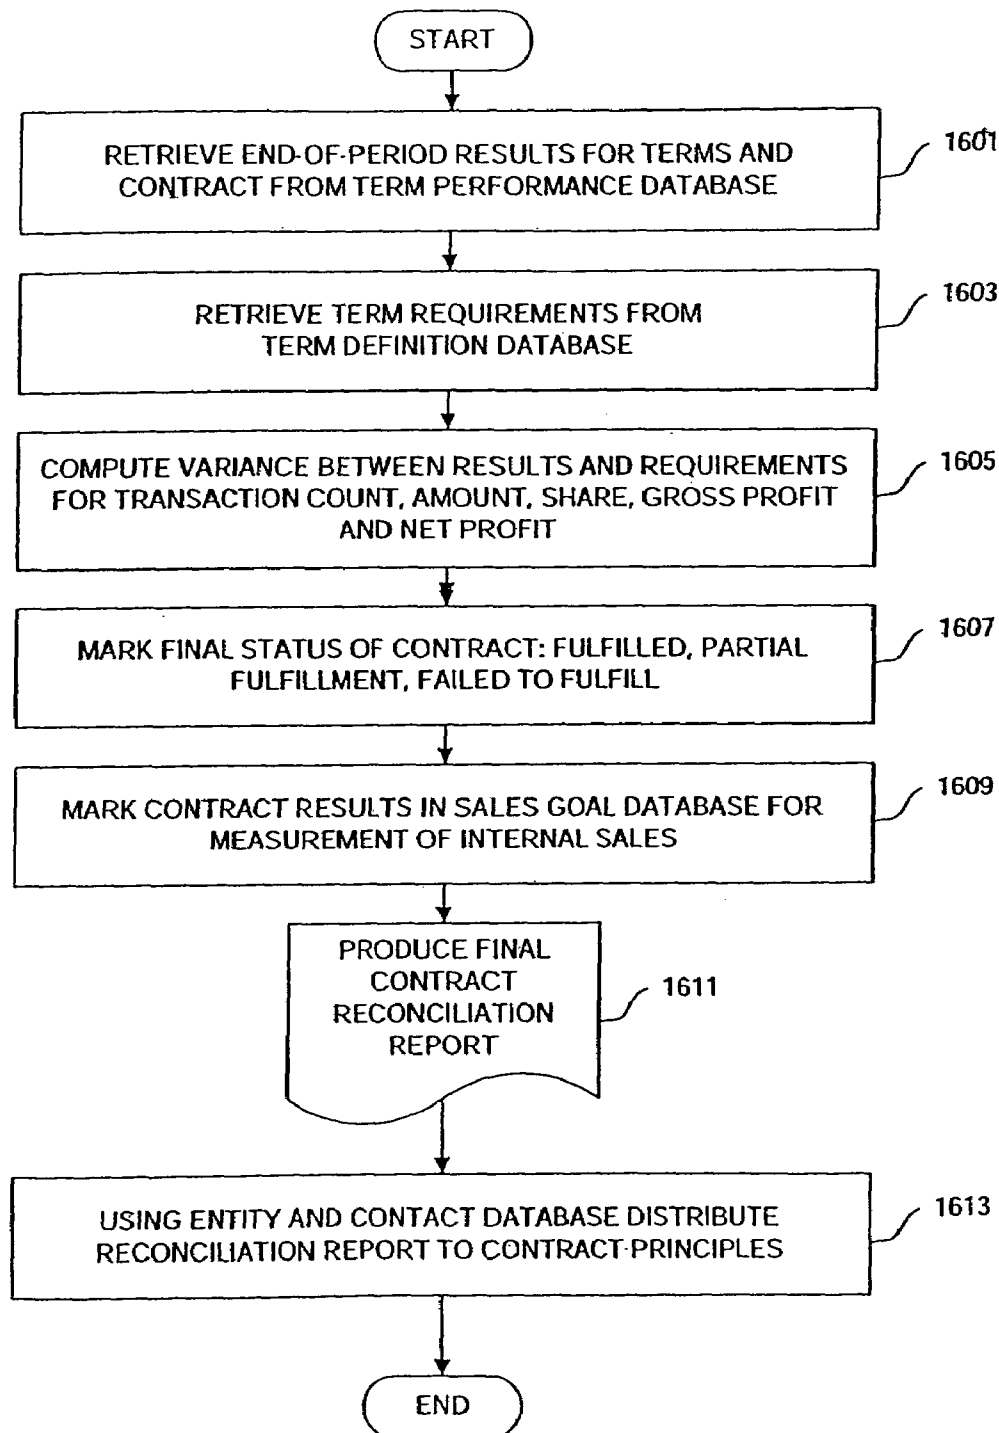 START
RETRIEVE END-OF-PERIOD RESULTS FOR TERMS AND
CONTRACT FROM TERM PERFORMANCE DATABASE
1601
RETRIEVE TERM REQUIREMENTS FROM
TERM DEFINITION DATABASE
1603
COMPUTE VARIANCE BETWEEN RESULTS AND REQUIREMENTS
FOR TRANSACTION COUNT, AMOUNT, SHARE, GROSS PROFIT
AND NET PROFIT
1605
MARK FINAL STATUS OF CONTRACT: FULFILLED, PARTIAL
FULFILLMENT, FAILED TO FULFILL
1607
MARK CONTRACT RESULTS IN SALES GOAL DATABASE FOR
MEASUREMENT OF INTERNAL SALES
1609
PRODUCE FINAL
CONTRACT
RECONCILIATION
REPORT
1611
USING ENTITY AND CONTACT DATABASE DISTRIBUTE
RECONCILIATION REPORT TO CONTRACT PRINCIPLES
1613
END